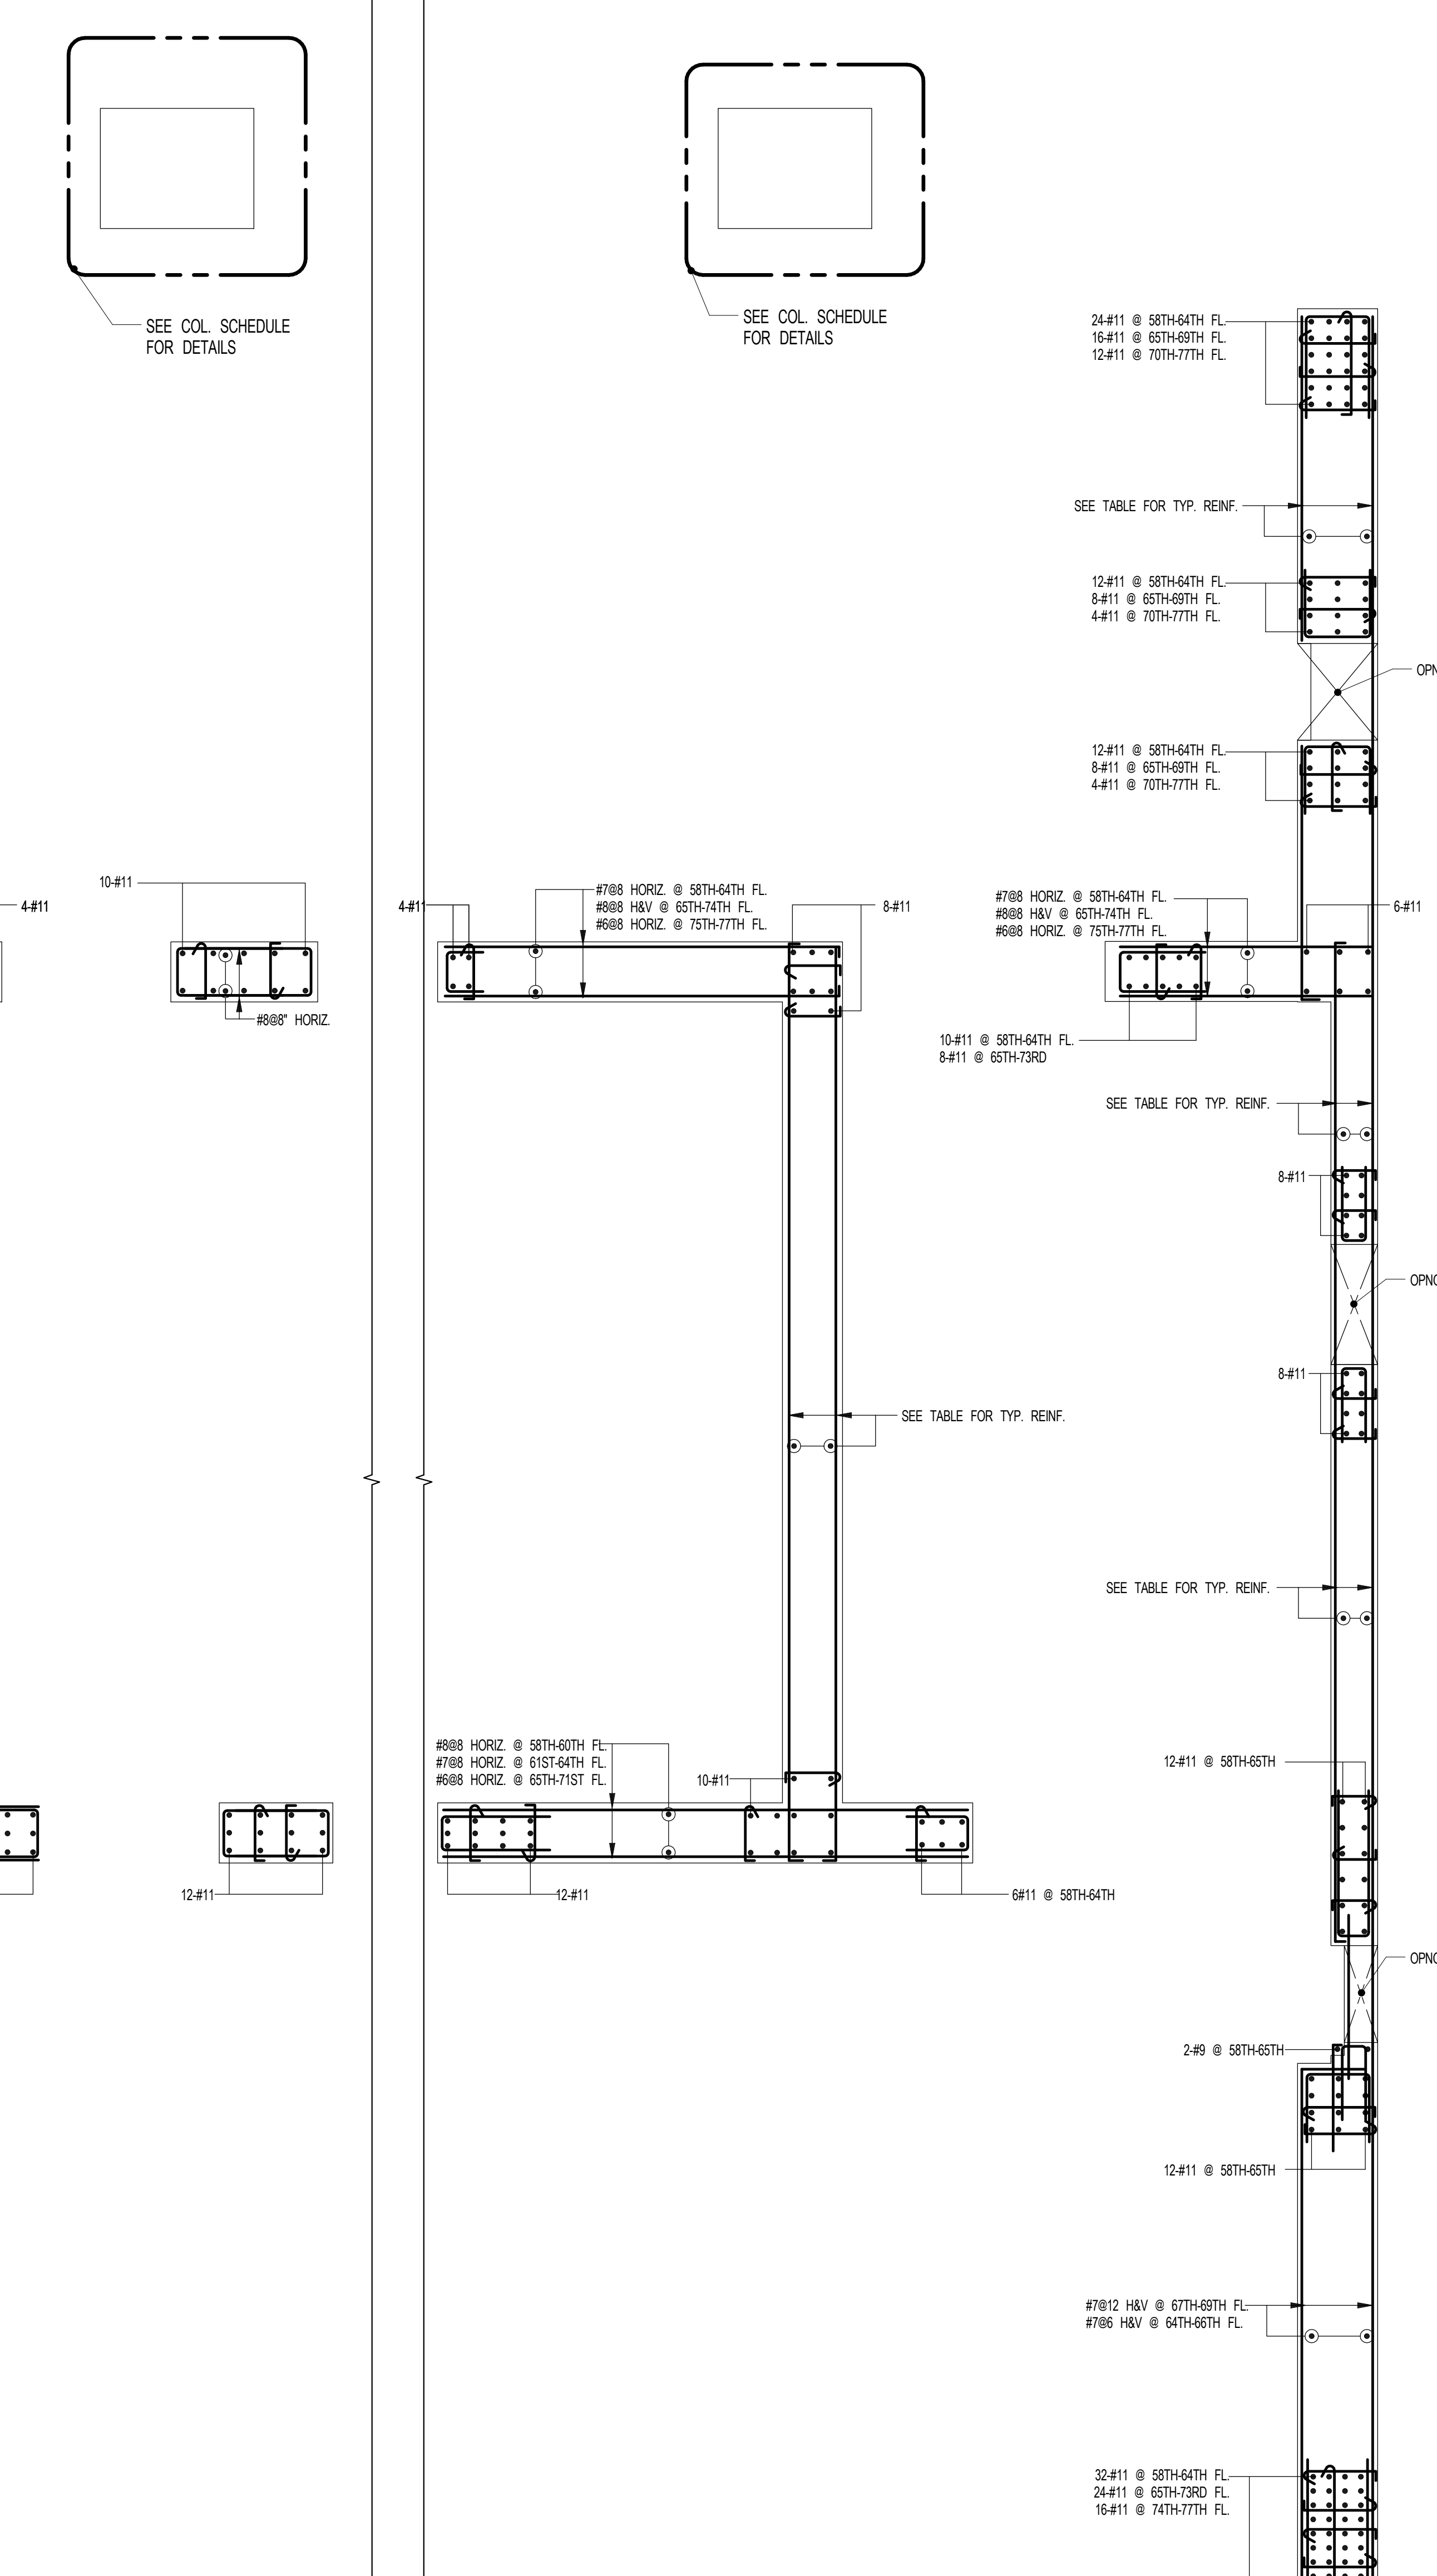 SEE COL. SCHEDULE
FOR DETAILS
SEE COL. SCHEDULE
FOR DETAILS
24-#11 @ 58TH-64TH FL.
16-#11 @ 65TH-69TH FL.
12-#11 @ 70TH-77TH FL.
SEE TABLE FOR TYP. REINF.
12-#11 @ 58TH-64TH FL.
8-#11 @ 65TH-69TH FL.
4-#11 @ 70TH-77TH FL.
OPN
12-#11 @ 58TH-64TH FL.
8-#11 @ 65TH-69TH FL.
4-#11 @ 70TH-77TH FL.
4-#11
10-#11
#8@8" HORIZ.
4-#11
#7@8 HORIZ. @ 58TH-64TH FL.
#8@8 H&V @ 65TH-74TH FL.
#6@8 HORIZ. @ 75TH-77TH FL.
8-#11
#7@8 HORIZ. @ 58TH-64TH FL.
#8@8 H&V @ 65TH-74TH FL.
#6@8 HORIZ. @ 75TH-77TH FL.
6-#11
10-#11 @ 58TH-64TH FL.
8-#11 @ 65TH-73RD
SEE TABLE FOR TYP. REINF.
8-#11
OPN
8-#11
SEE TABLE FOR TYP. REINF.
SEE TABLE FOR TYP. REINF.
#8@8 HORIZ. @ 58TH-60TH FL.
#7@8 HORIZ. @ 61ST-64TH FL.
#6@8 HORIZ. @ 65TH-71ST FL.
10-#11
12-#11 @ 58TH-65TH
12-#11
12-#11
6#11 @ 58TH-64TH
OPN
2-#9 @ 58TH-65TH
12-#11 @ 58TH-65TH
#7@12 H&V @ 67TH-69TH FL.
#7@6 H&V @ 64TH-66TH FL.
32-#11 @ 58TH-64TH FL.
24-#11 @ 65TH-73RD FL.
16-#11 @ 74TH-77TH FL.